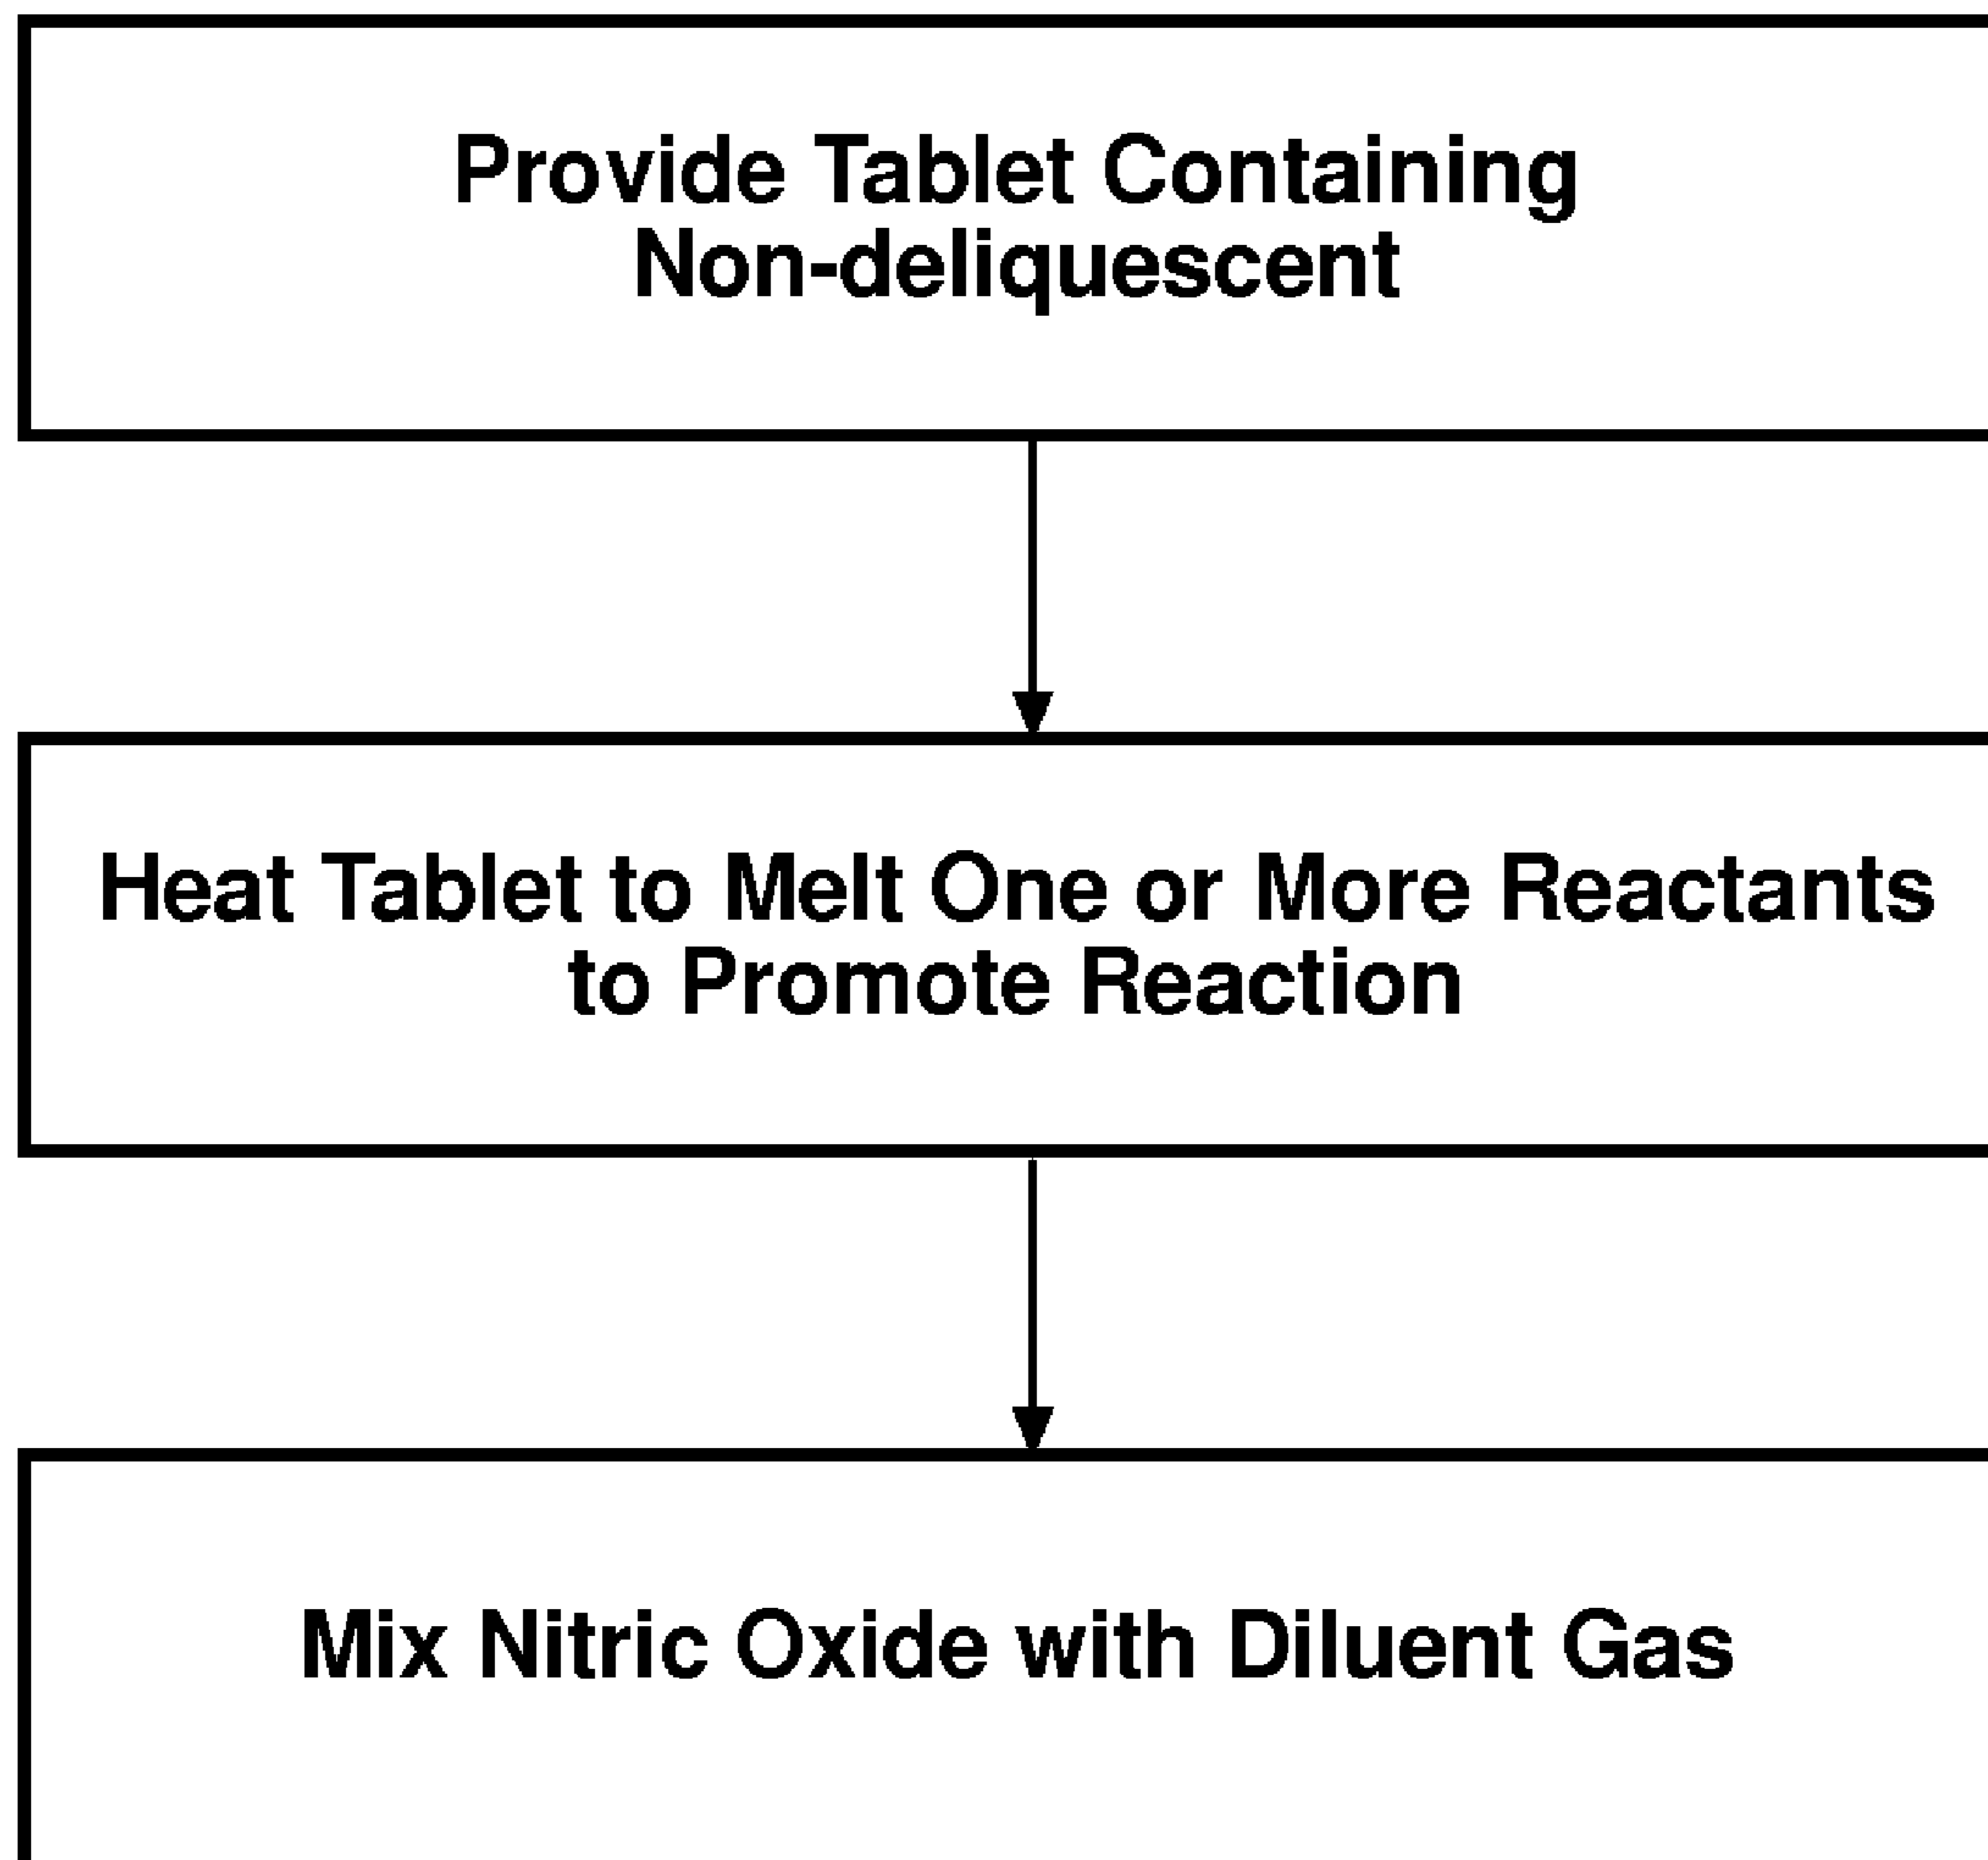 Provide Tablet Containing
Non-deliquescent
Heat Tablet to Melt One or More Reactants
to Promote Reaction
Mix Nitric Oxide with Diluent Gas